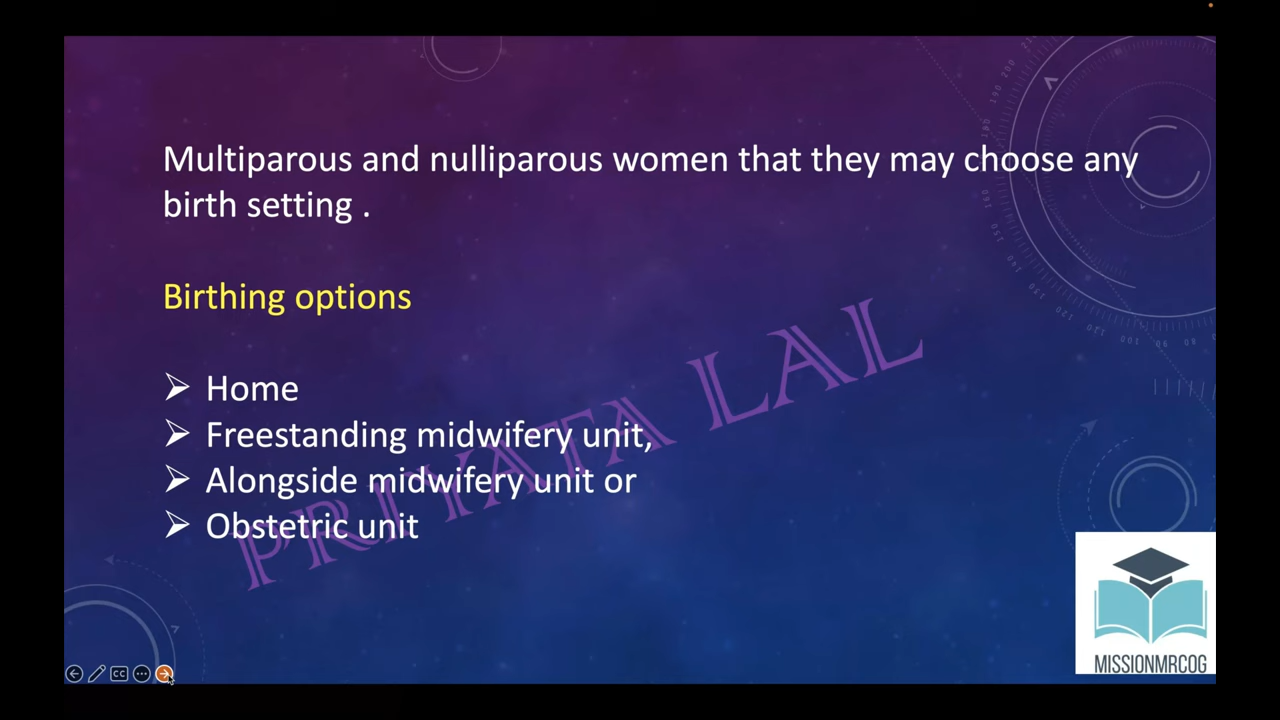 Multiparous and nulliparous women that they may choose any
birth setting .
Birthing options
➢ Home
➢ Freestanding midwifery unit,
➢ Alongside midwifery unit or
➢ Obstetric unit
PRIYATA LAL
MISSIONMRCOG
CC